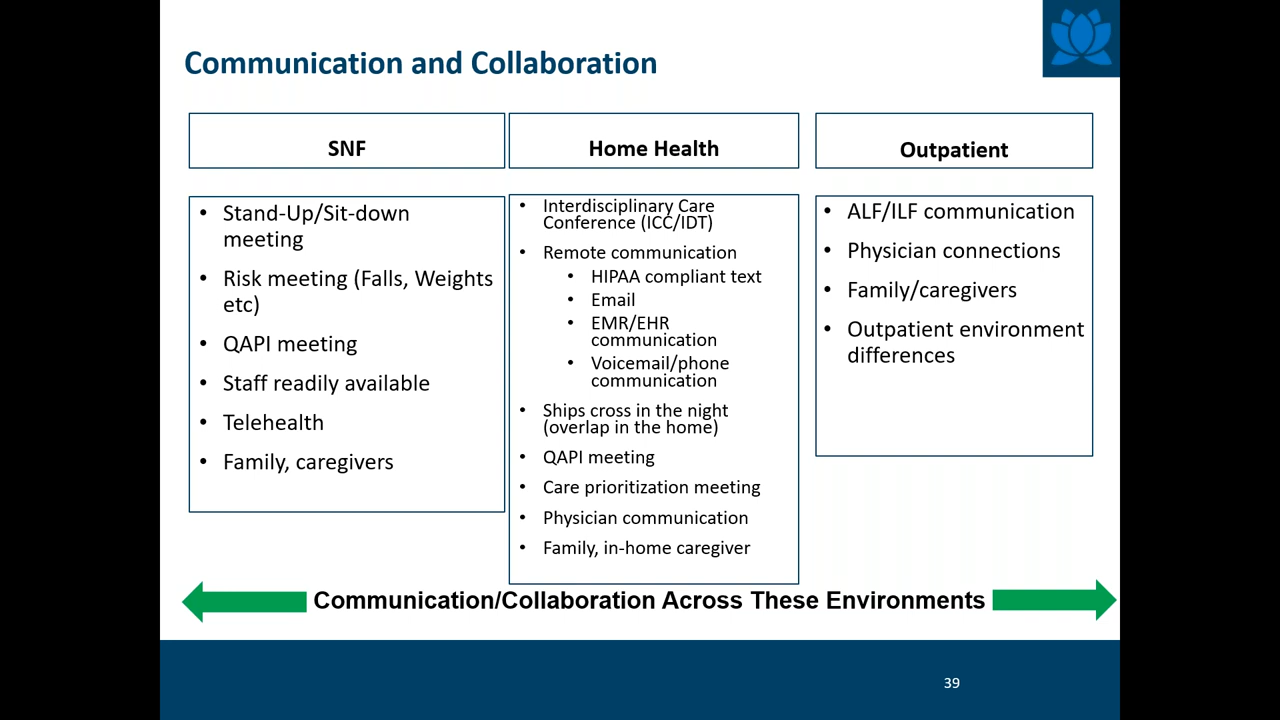 Communication and Collaboration
SNF
Home Health
Outpatient
• Stand-Up/Sit-down
meeting
• Risk meeting (Falls, Weights
etc)
• QAPI meeting
• Staff readily available
• Telehealth
• Family, caregivers
• Interdisciplinary Care
Conference (ICC/IDT)
• Remote communication
• HIPAA compliant text
• Email
• EMR/EHR
communication
• Voicemail/phone
communication
• Ships cross in the night
(overlap in the home)
• QAPI meeting
• Care prioritization meeting
• Physician communication
• Family, in-home caregiver
• ALF/ILF communication
• Physician connections
• Family/caregivers
• Outpatient environment
differences
Communication/Collaboration Across These Environments
39